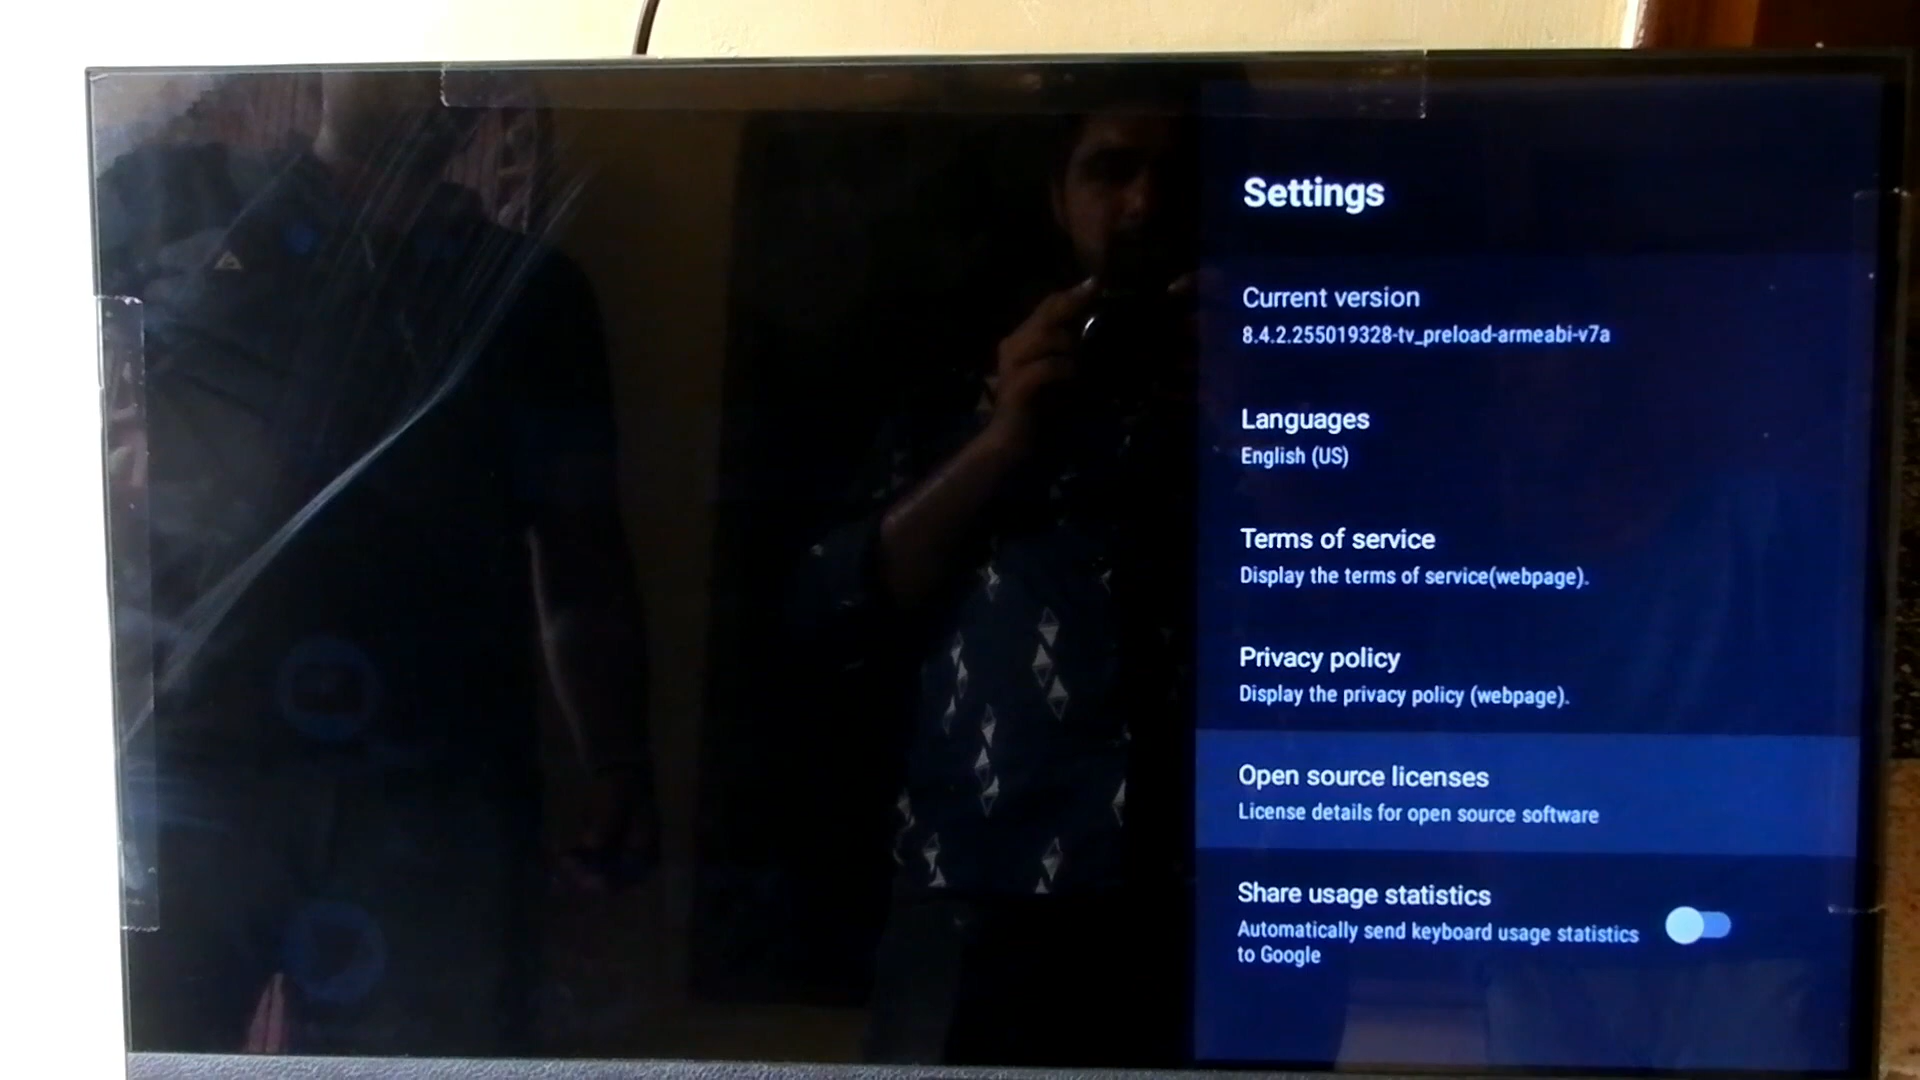 Settings
Current version
8.4.2.255019328-tv_preload-armeabi-v7a
Languages
English (US)
Terms of service
Display the terms of service(webpage).
Privacy policy
Display the privacy policy (webpage).
Open source licenses
License details for open source software
Share usage statistics
Automatically send keyboard usage statistics
to Google